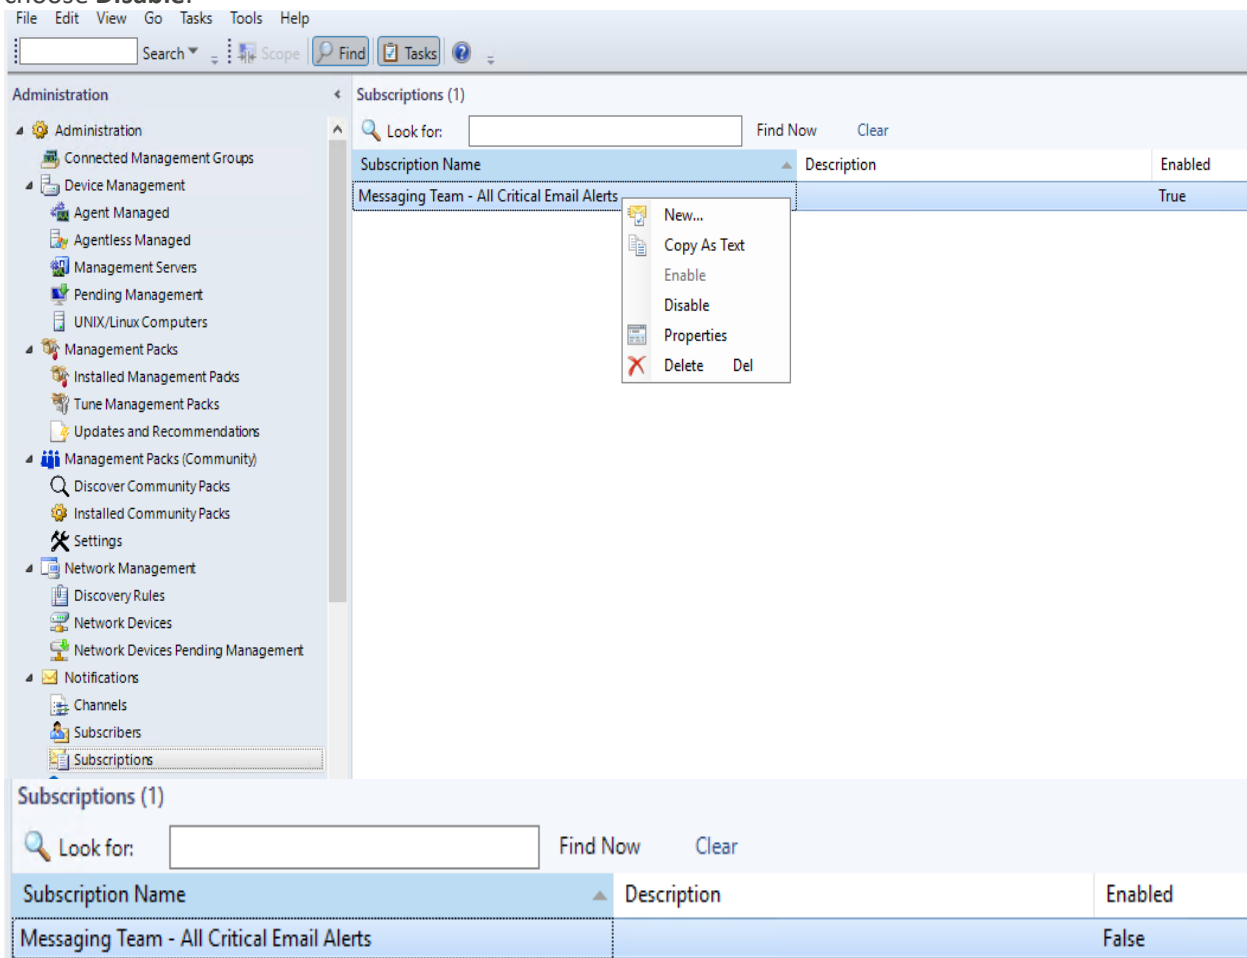 choose Disable.
File Edit View Go Tasks Tools Help
Search Scope Find Tasks
Administration
Subscriptions (1)
Administration
Look for: Find Now Clear
Connected Management Groups
Subscription Name Description Enabled
Device Management
Messaging Team - All Critical Email Alerts True
Agent Managed
New...
Agentless Managed
Copy As Text
Management Servers
Enable
Pending Management
Disable
UNIX/Linux Computers
Properties
Management Packs
Delete Del
Installed Management Packs
Tune Management Packs
Updates and Recommendations
Management Packs (Community)
Discover Community Packs
Installed Community Packs
Settings
Network Management
Discovery Rules
Network Devices
Network Devices Pending Management
Notifications
Channels
Subscribers
Subscriptions
Subscriptions (1)
Look for: Find Now Clear
Subscription Name Description Enabled
Messaging Team - All Critical Email Alerts False